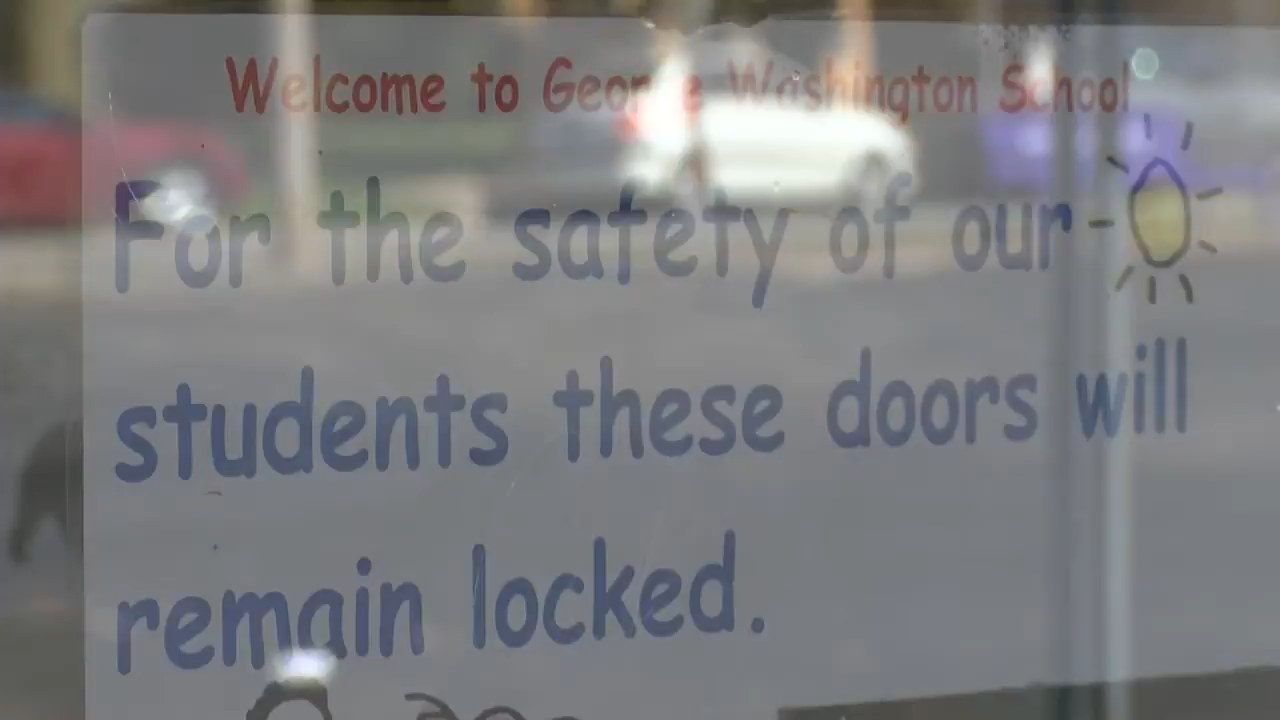 Welcome to George Washington School
For the safety of our
students these doors will
remain locked.